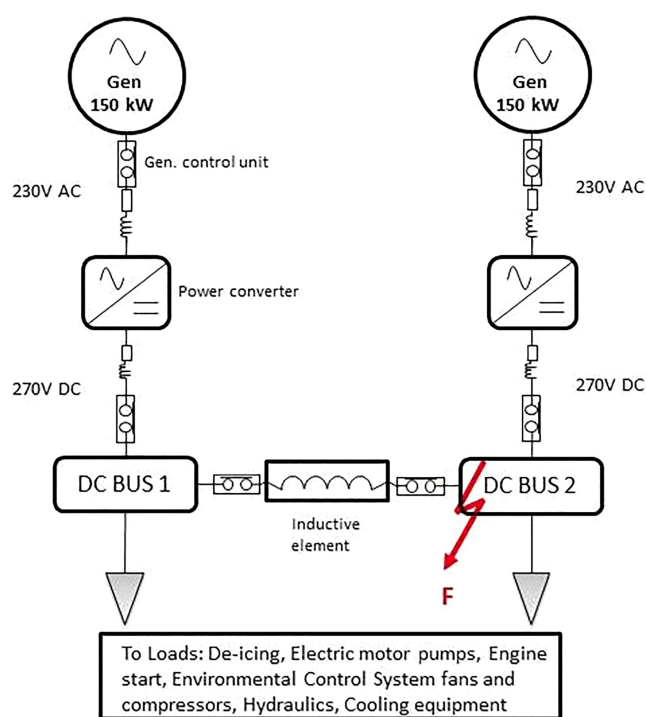 Gen
150 kW
Gen
150 kW
Gen. control unit
230V AC
230V AC
Power converter
270V DC
270V DC
DC BUS 1
DC BUS 2
Inductive
element
F
To Loads: De-icing, Electric motor pumps, Engine
start, Environmental Control System fans and
compressors, Hydraulics, Cooling equipment